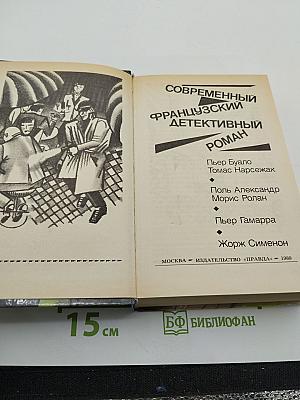 СОВРЕМЕННЫЙ
ФРАНЦУЗСКИЙ
ДЕТЕКТИВНЫЙ
РОМАН
Пьер Буало
Томас Нарсежак
Поль Александр
Морис Ролан
Пьер Гамарра
Жорж Сименон
МОСКВА – ИЗДАТЕЛЬСТВО «ПРАВДА» – 1989
15 см
БФ БИБЛИОФАН